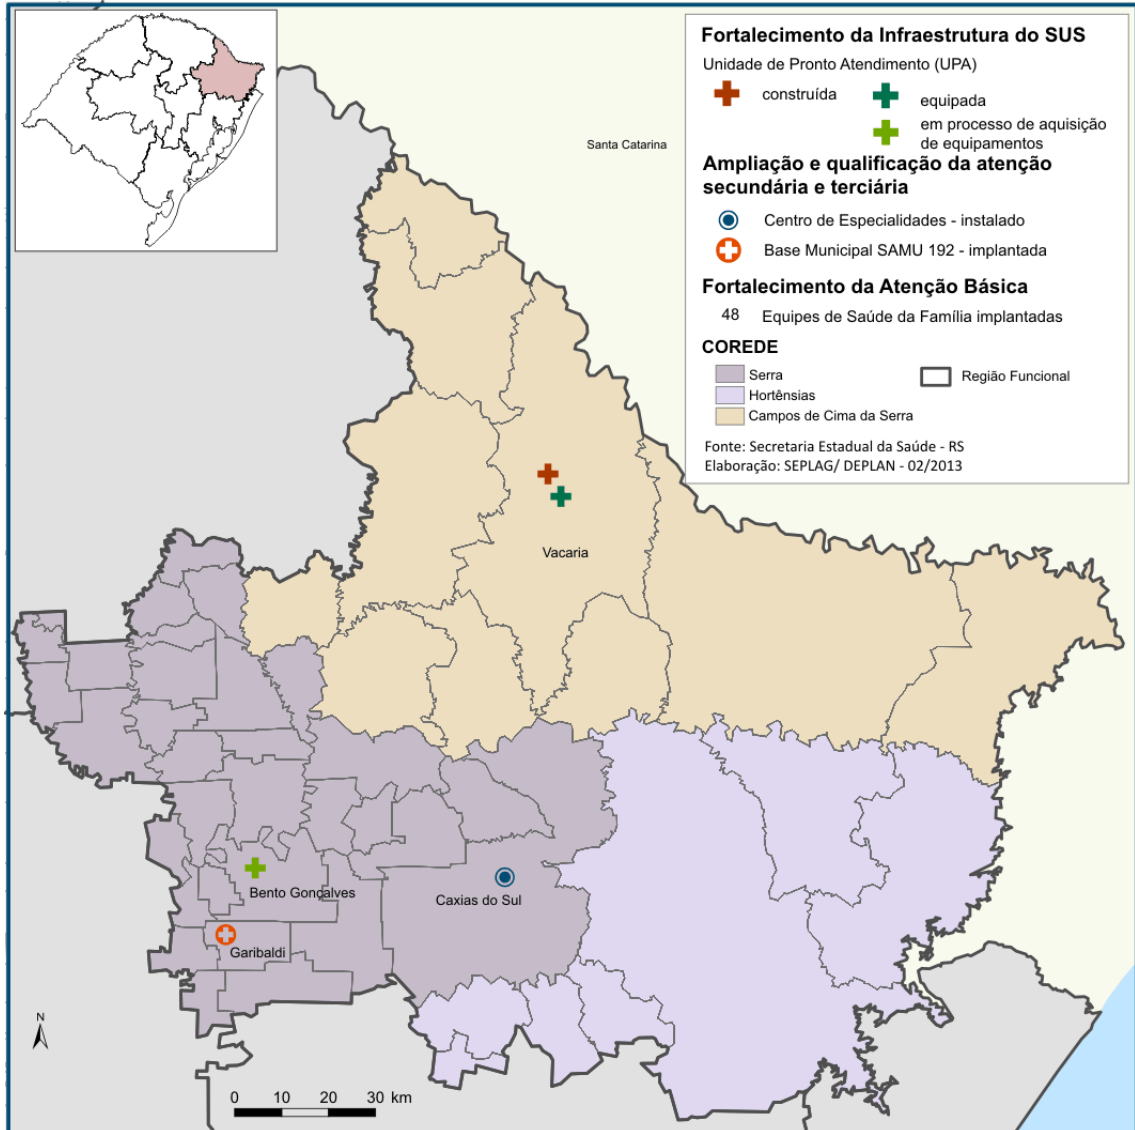 Fortalecimento da Infraestrutura do SUS
Unidade de Pronto Atendimento (UPA)
construída
equipada
em processo de aquisição
de equipamentos
Ampliação e qualificação da atenção
secundária e terciária
Centro de Especialidades - instalado
Base Municipal SAMU 192 - implantada
Fortalecimento da Atenção Básica
48 Equipes de Saúde da Família implantadas
COREDE
Serra
Região Funcional
Hortênsias
Campos de Cima da Serra
Fonte: Secretaria Estadual da Saúde - RS
Elaboração: SEPLAG/ DEPLAN - 02/2013
Santa Catarina
Vacaria
Bento Gonçalves
Caxias do Sul
Garibaldi
N
0 10 20 30 km